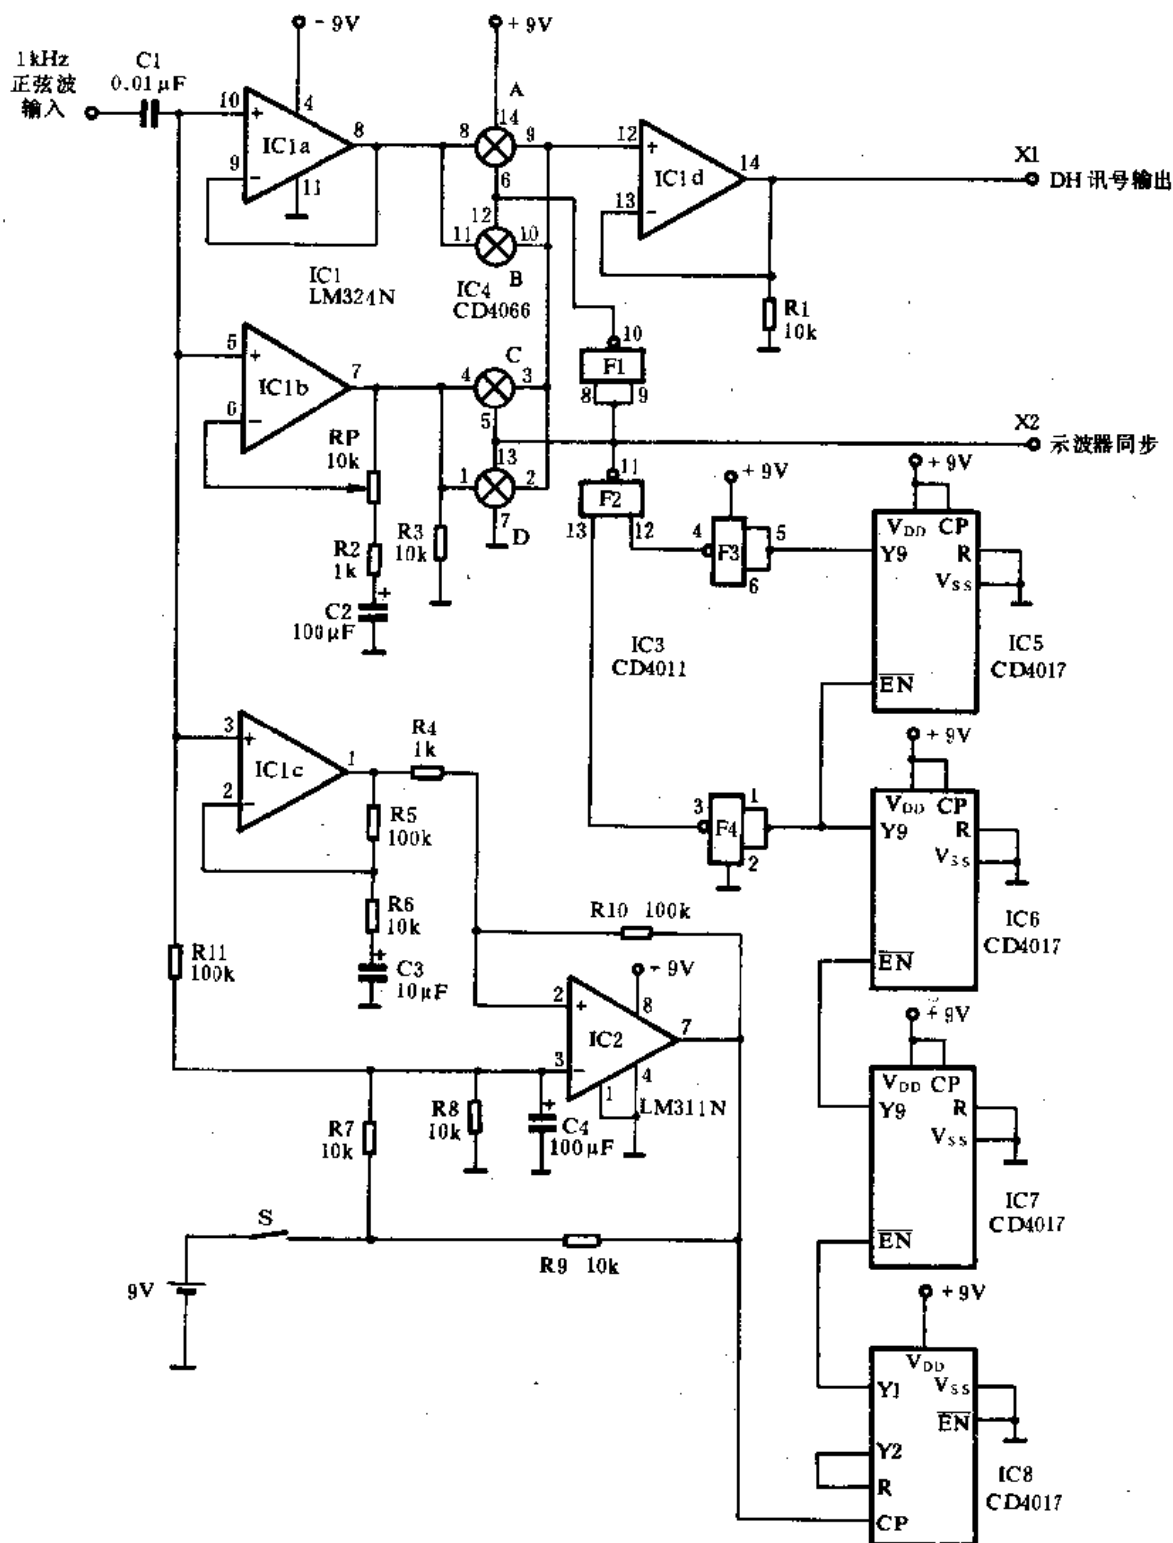 1kHz
正弦波
输入
C1
0.01μF
- 9V
+ 9V
10
+
4
IC1a
8
9
-
11
IC1
LM324N
A
14
8
9
6
12
11
10
B
IC4
CD4066
12
+
14
IC1d
13
-
X1
DH 讯号输出
R1
10k
10
F1
8
9
5
+
7
IC1b
6
-
RP
10k
R2
1k
+
C2
100μF
R3
10k
C
4
3
5
13
1
2
7
D
X2
示波器同步
11
F2
13
12
+ 9V
4
5
F3
6
IC3
CD4011
+ 9V
VDD CP
Y9
R
VSS
EN
IC5
CD4017
3
+
1
IC1c
2
-
R4
1k
R5
100k
R6
10k
+
C3
10μF
3
1
F4
2
+ 9V
VDD CP
Y9
R
VSS
EN
IC6
CD4017
R11
100k
R10 100k
- 9V
2
+
8
7
IC2
3
-
1
4
LM311N
R7
10k
R8
10k
+
C4
100μF
+ 9V
VDD CP
Y9
R
VSS
EN
IC7
CD4017
S
9V
R9 10k
+ 9V
VDD
Y1
VSS
EN
Y2
R
CP
IC8
CD4017